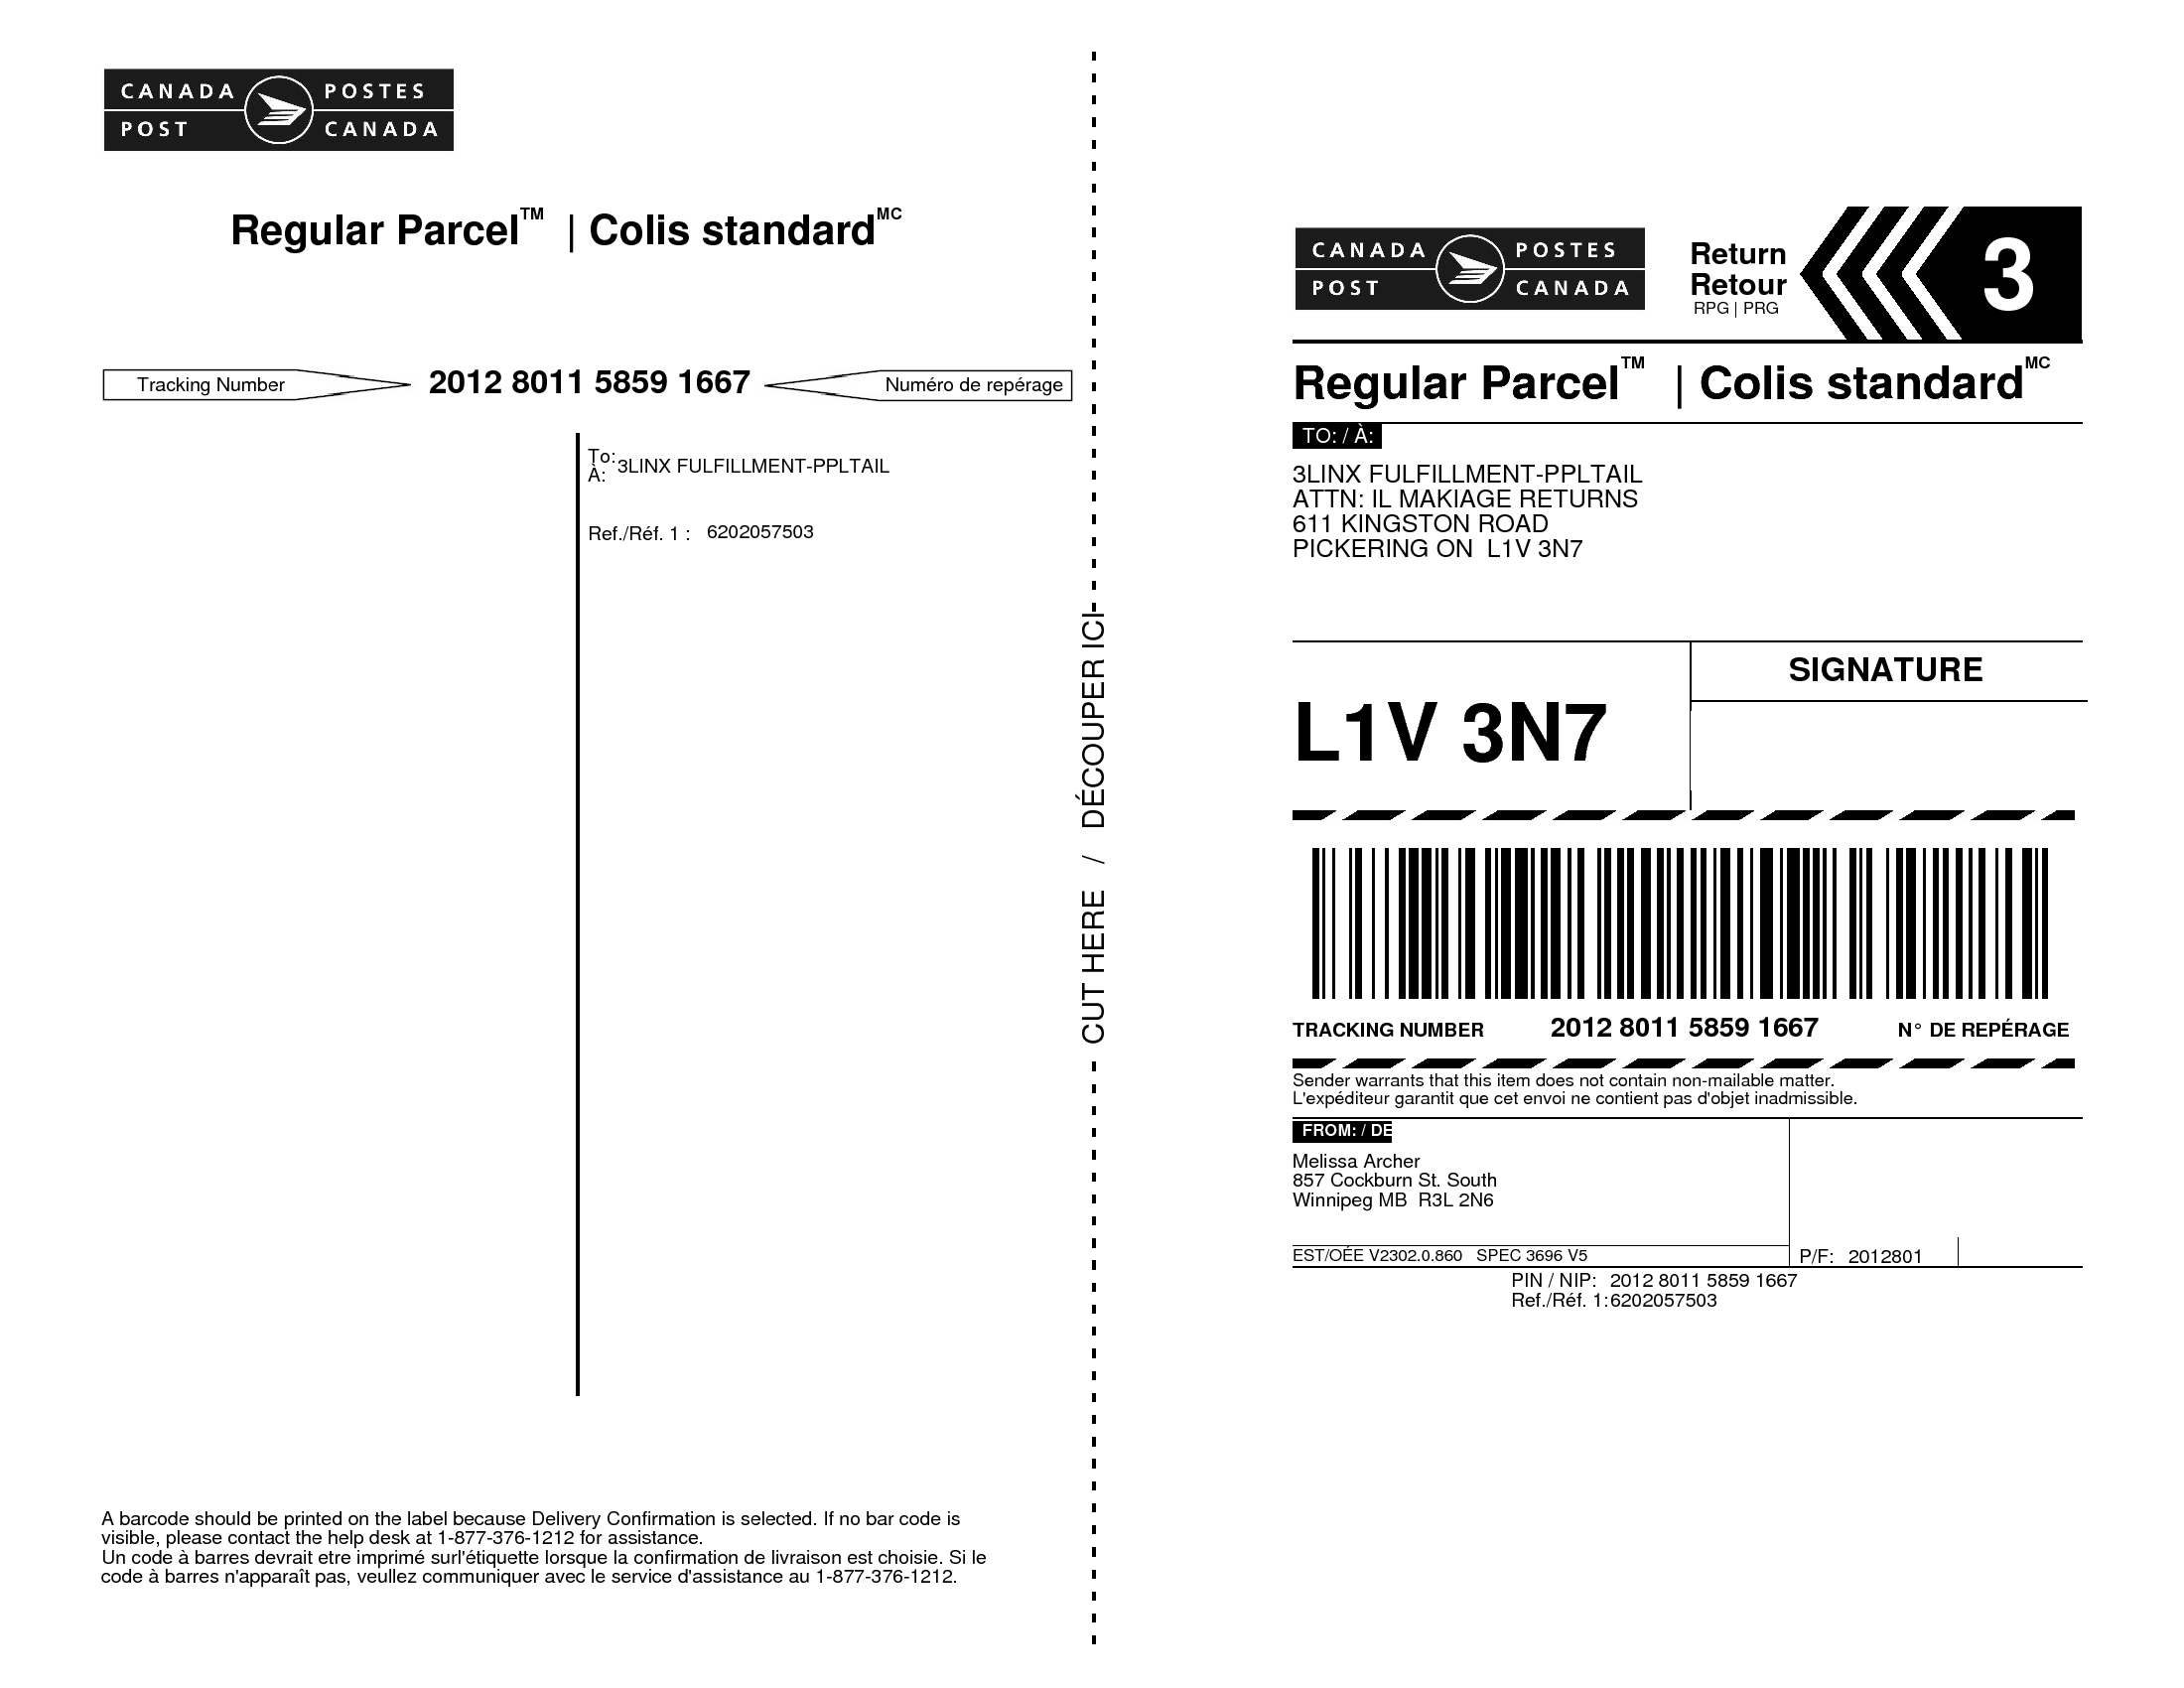 CANADA POSTES
POST CANADA
Regular Parcel™ | Colis standardMC
Tracking Number 2012 8011 5859 1667 Numéro de repérage
To:
À: 3LINX FULFILLMENT-PPLTAIL
Ref./Réf. 1 : 6202057503
A barcode should be printed on the label because Delivery Confirmation is selected. If no bar code is
visible, please contact the help desk at 1-877-376-1212 for assistance.
Un code à barres devrait etre imprimé surl'étiquette lorsque la confirmation de livraison est choisie. Si le
code à barres n'apparaît pas, veullez communiquer avec le service d'assistance au 1-877-376-1212.
CUT HERE / DÉCOUPER ICI
CANADA POSTES
POST CANADA
Return
Retour
RPG | PRG
3
Regular Parcel™ | Colis standardMC
TO: / À:
3LINX FULFILLMENT-PPLTAIL
ATTN: IL MAKIAGE RETURNS
611 KINGSTON ROAD
PICKERING ON L1V 3N7
L1V 3N7
SIGNATURE
TRACKING NUMBER 2012 8011 5859 1667 N° DE REPÉRAGE
Sender warrants that this item does not contain non-mailable matter.
L'expéditeur garantit que cet envoi ne contient pas d'objet inadmissible.
FROM: / DE
Melissa Archer
857 Cockburn St. South
Winnipeg MB R3L 2N6
EST/OÉE V2302.0.860 SPEC 3696 V5
P/F: 2012801
PIN / NIP: 2012 8011 5859 1667
Ref./Réf. 1:6202057503